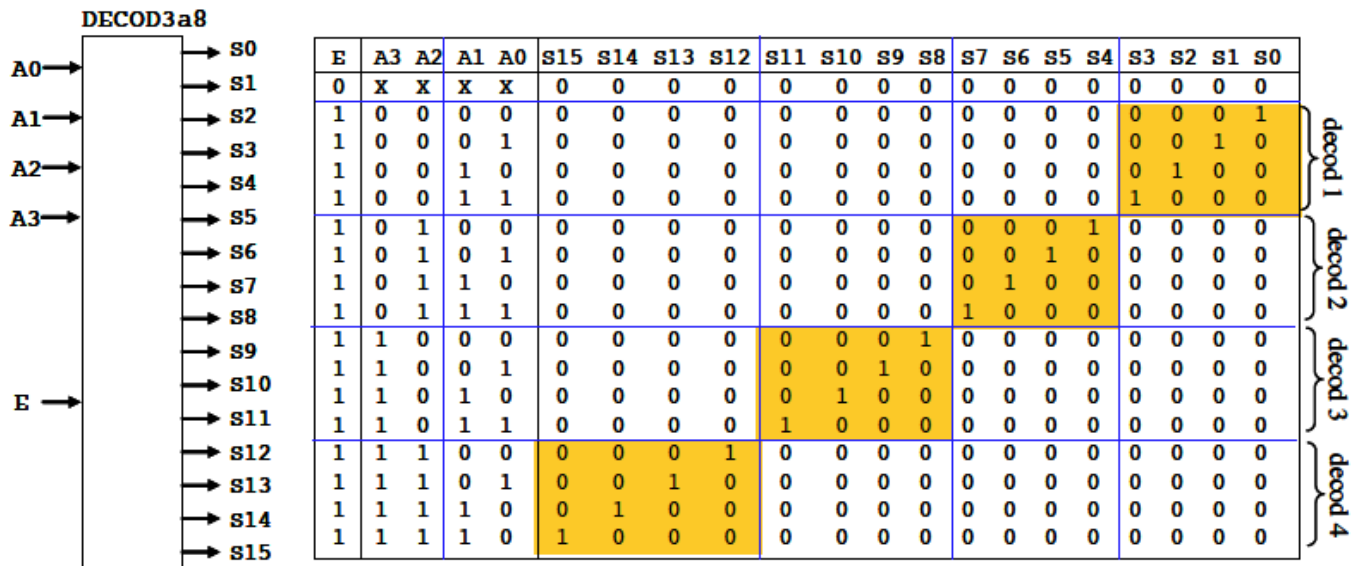 DECOD3a8
A0
A1
A2
A3
E
S0
S1
S2
S3
S4
S5
S6
S7
S8
S9
S10
S11
S12
S13
S14
S15
E A3 A2 A1 A0 S15 S14 S13 S12 S11 S10 S9 S8 S7 S6 S5 S4 S3 S2 S1 S0
0 x x x x 0 0 0 0 0 0 0 0 0 0 0 0 0 0 0 0
1 0 0 0 0 0 0 0 0 0 0 0 0 0 0 0 0 0 0 0 1
1 0 0 0 1 0 0 0 0 0 0 0 0 0 0 0 0 0 0 1 0
1 0 0 1 0 0 0 0 0 0 0 0 0 0 0 0 0 0 1 0 0
1 0 0 1 1 0 0 0 0 0 0 0 0 0 0 0 0 1 0 0 0
1 0 1 0 0 0 0 0 0 0 0 0 0 0 0 0 1 0 0 0 0
1 0 1 0 1 0 0 0 0 0 0 0 0 0 0 1 0 0 0 0 0
1 0 1 1 0 0 0 0 0 0 0 0 0 0 1 0 0 0 0 0 0
1 0 1 1 1 0 0 0 0 0 0 0 0 1 0 0 0 0 0 0 0
1 1 0 0 0 0 0 0 0 0 0 0 1 0 0 0 0 0 0 0 0
1 1 0 0 1 0 0 0 0 0 0 1 0 0 0 0 0 0 0 0 0
1 1 0 1 0 0 0 0 0 0 1 0 0 0 0 0 0 0 0 0 0
1 1 0 1 1 0 0 0 0 1 0 0 0 0 0 0 0 0 0 0 0
1 1 1 0 0 0 0 0 1 0 0 0 0 0 0 0 0 0 0 0 0
1 1 1 0 1 0 0 1 0 0 0 0 0 0 0 0 0 0 0 0 0
1 1 1 1 0 0 1 0 0 0 0 0 0 0 0 0 0 0 0 0 0
1 1 1 1 0 1 0 0 0 0 0 0 0 0 0 0 0 0 0 0 0
decod 1
decod 2
decod 3
decod 4